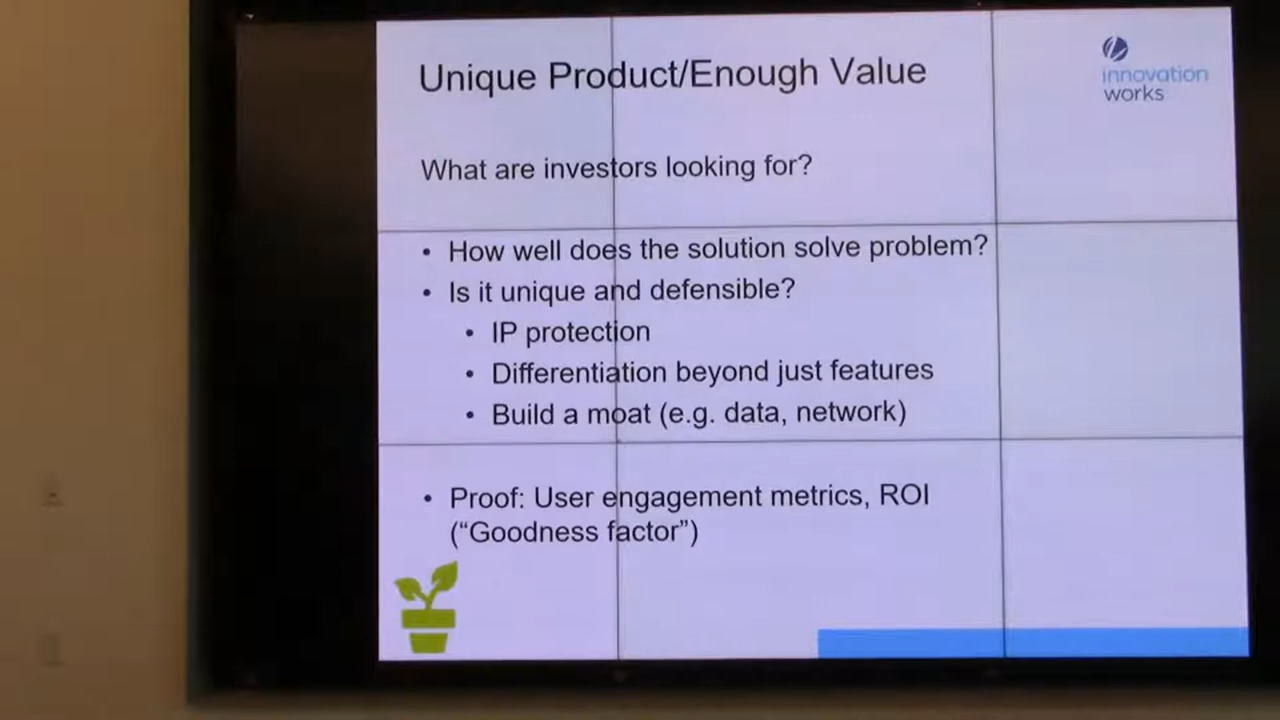 Unique Product/Enough Value
innovation
works
What are investors looking for?
• How well does the solution solve problem?
• Is it unique and defensible?
• IP protection
• Differentiation beyond just features
• Build a moat (e.g. data, network)
• Proof: User engagement metrics, ROI
(“Goodness factor”)